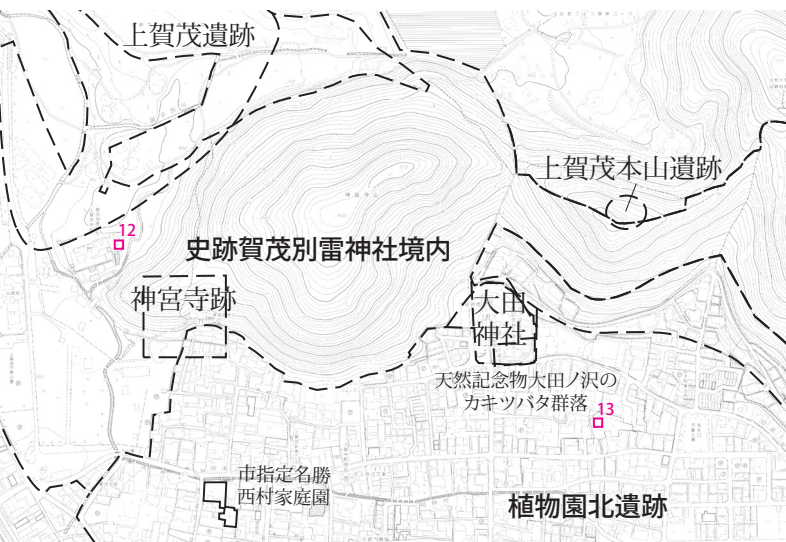 上賀茂遺跡
上賀茂本山遺跡
12
史跡賀茂別雷神社境内
神宮寺跡
大田
神社
天然記念物大田ノ沢の
カキツバタ群落
13
市指定名勝
西村家庭園
植物園北遺跡